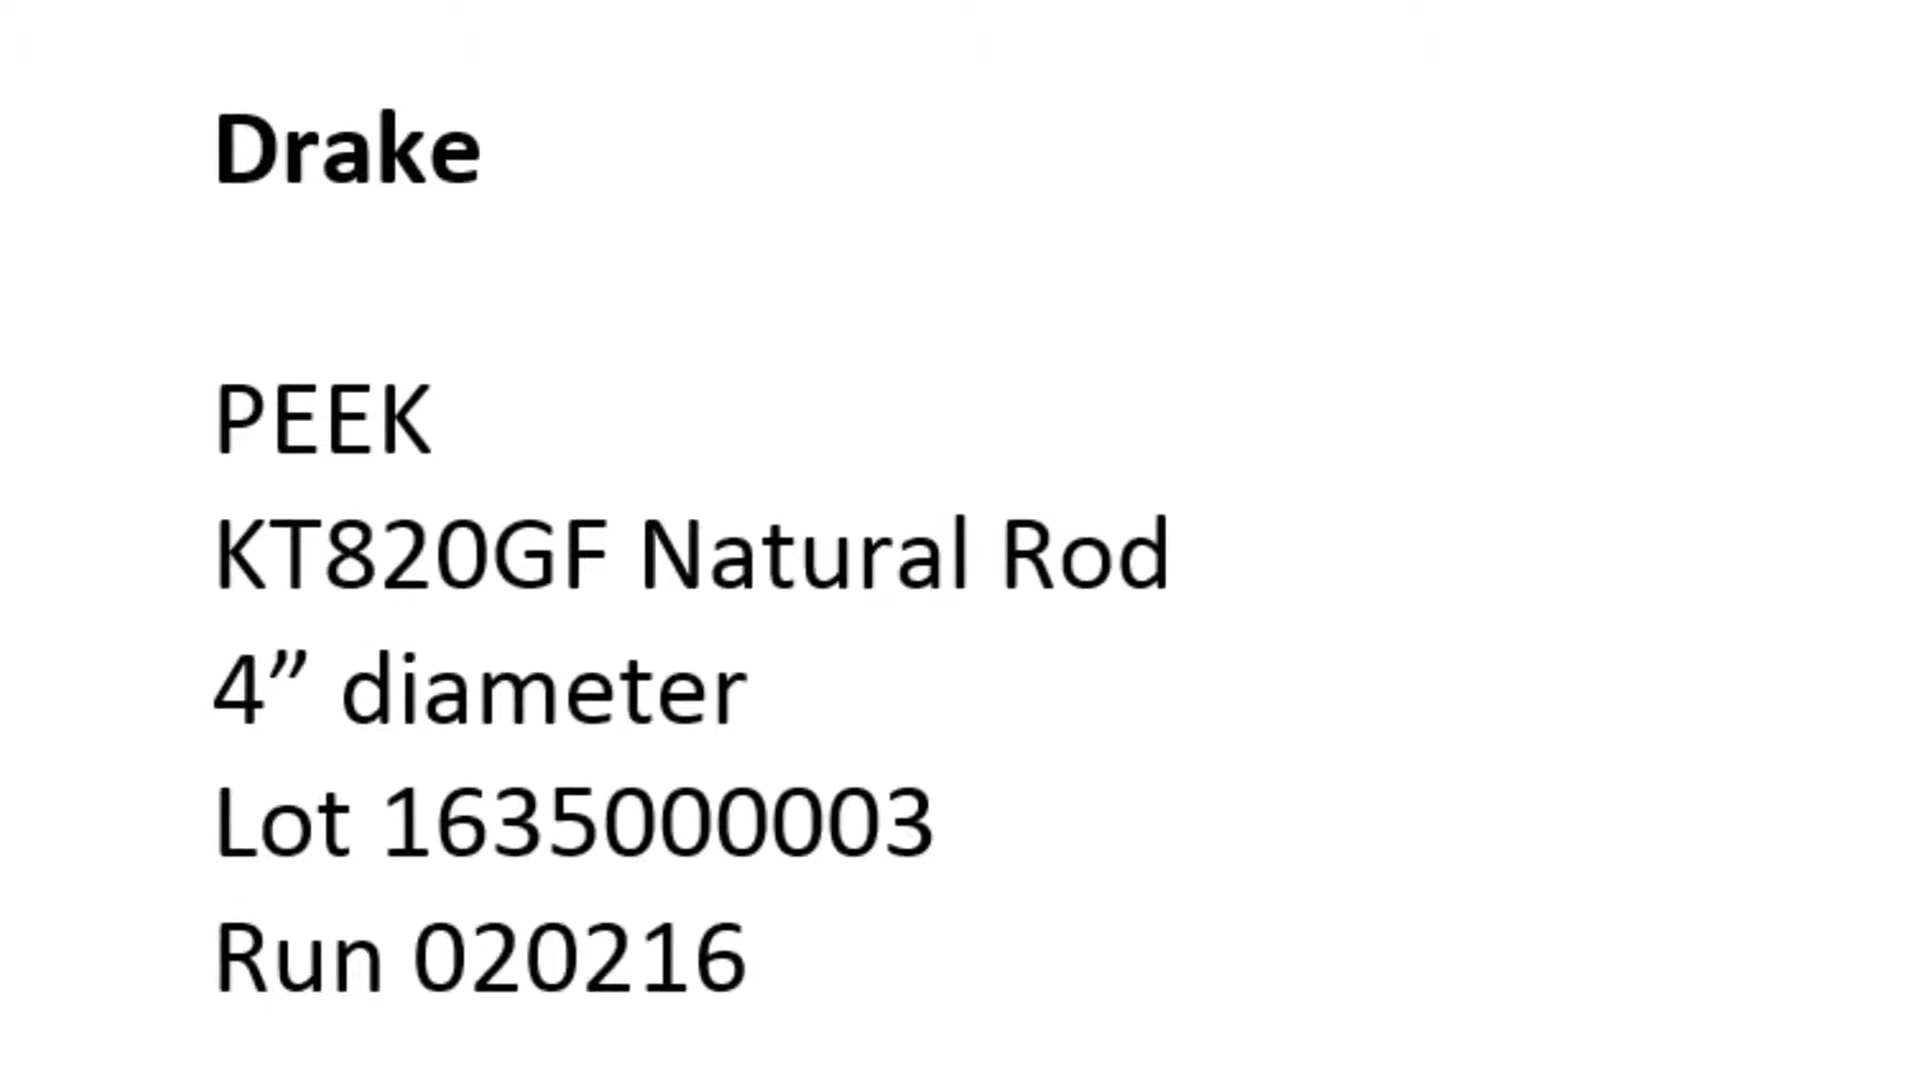 Drake
PEEK
KT820GF Natural Rod
4” diameter
Lot 1635000003
Run 020216